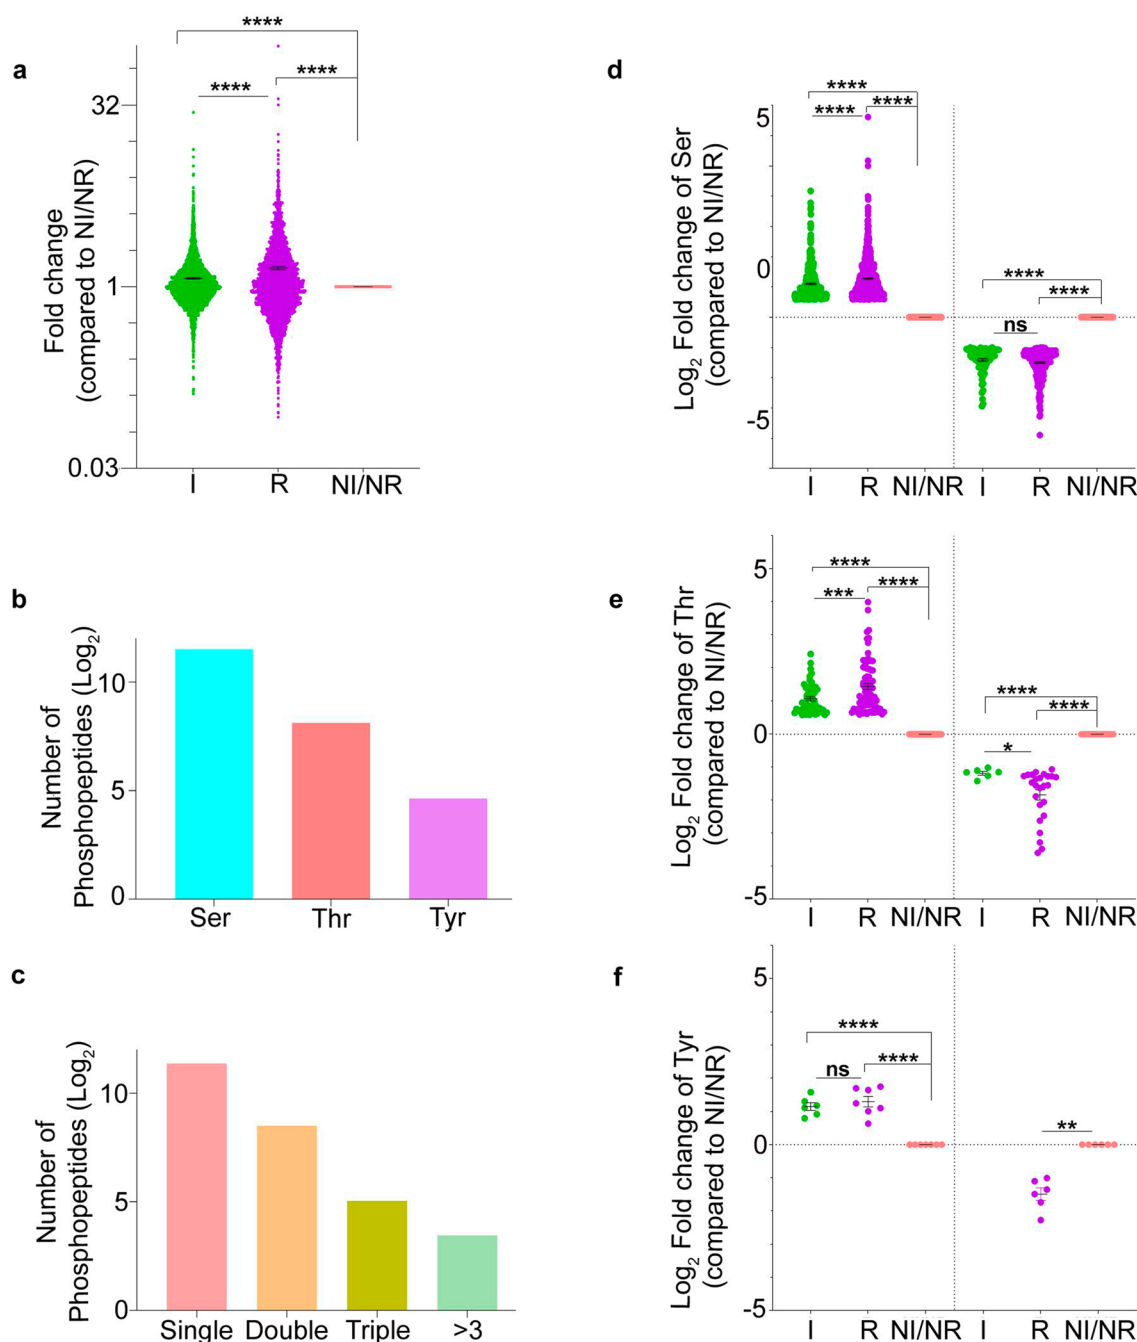 a
****
****
****
32
1
0.03
Fold change
(compared to NI/NR)
I R NI/NR
b
Number of
Phosphopeptides (Log2)
10
5
0
Ser Thr Tyr
c
Number of
Phosphopeptides (Log2)
10
5
0
Single Double Triple >3
d
Log2 Fold change of Ser
(compared to NI/NR)
5
0
-5
****
**** ****
****
****
ns
I R NI/NR I R NI/NR
e
Log2 Fold change of Thr
(compared to NI/NR)
5
0
-5
****
*** ****
****
****
*
I R NI/NR I R NI/NR
f
Log2 Fold change of Tyr
(compared to NI/NR)
5
0
-5
****
ns ****
**
I R NI/NR I R NI/NR